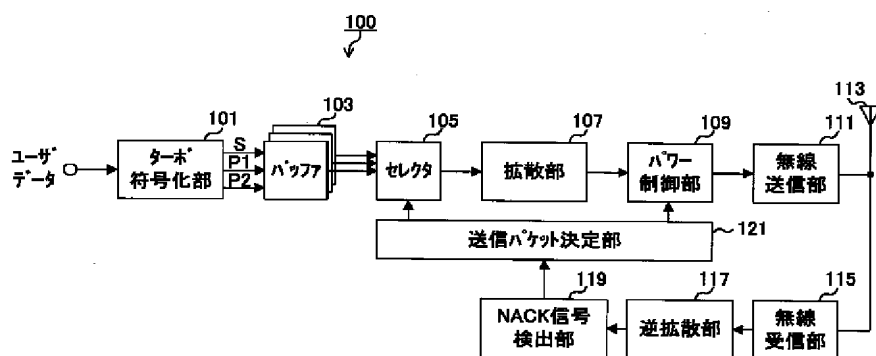 100
101
103
105
107
109
111
113
ユーザ
データ
ターボ
符号化部
S
P1
P2
バッファ
セレクタ
拡散部
パワー
制御部
無線
送信部
送信パケット決定部
121
119
117
115
NACK信号
検出部
逆拡散部
無線
受信部